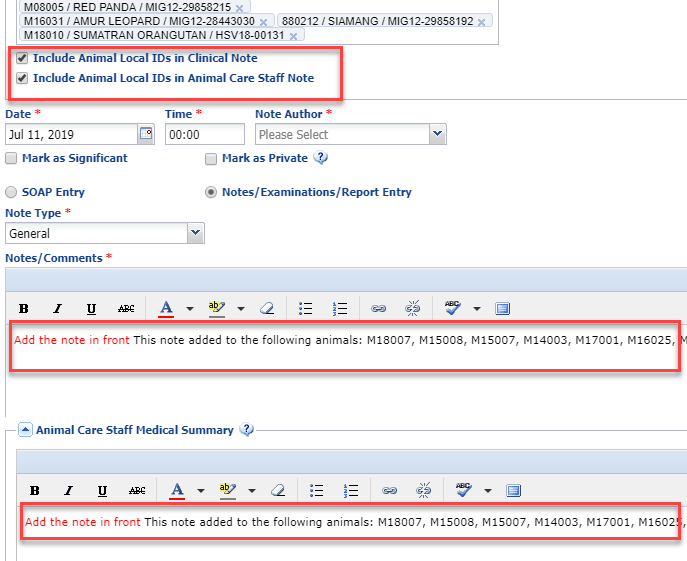 M08005 / RED PANDA / MIG12-29858215
M16031 / AMUR LEOPARD / MIG12-28443030 880212 / SIAMANG / MIG12-29858192
M18010 / SUMATRAN ORANGUTAN / HSV18-00131
Include Animal Local IDs in Clinical Note
Include Animal Local IDs in Animal Care Staff Note
Date * Time * Note Author *
Jul 11, 2019 00:00 Please Select
Mark as Significant Mark as Private ?
SOAP Entry Notes/Examinations/Report Entry
Note Type *
General
Notes/Comments *
B I U ABC A ab ABC
Add the note in front This note added to the following animals: M18007, M15008, M15007, M14003, M17001, M16025, M
Animal Care Staff Medical Summary ?
B I U ABC A ab ABC
Add the note in front This note added to the following animals: M18007, M15008, M15007, M14003, M17001, M16025,